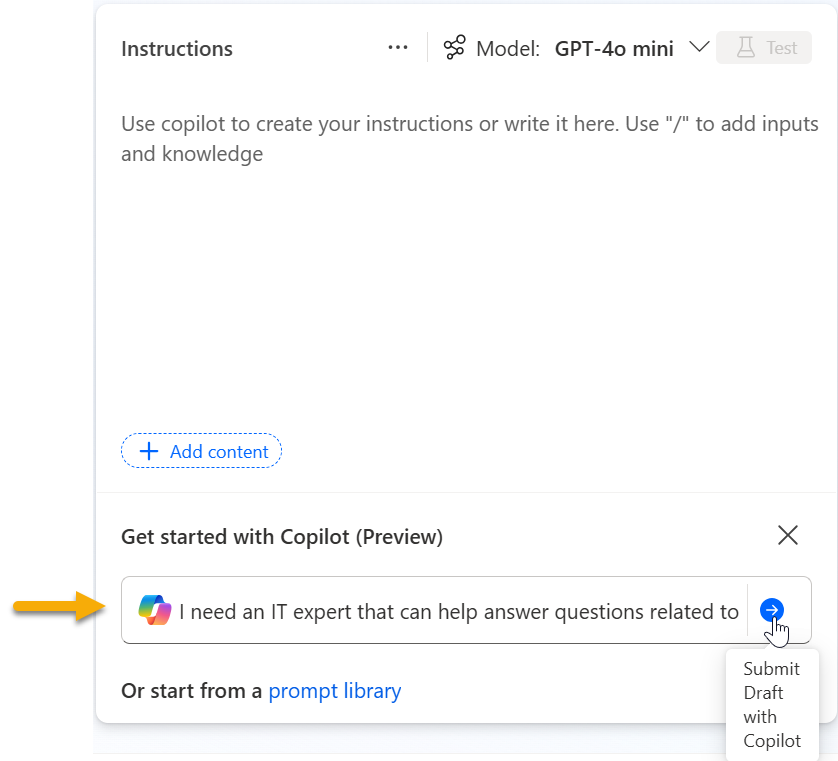 Instructions ... Model: GPT-4o mini Test
Use copilot to create your instructions or write it here. Use "/" to add inputs
and knowledge
+ Add content
Get started with Copilot (Preview)
I need an IT expert that can help answer questions related to
Or start from a prompt library
Submit
Draft
with
Copilot